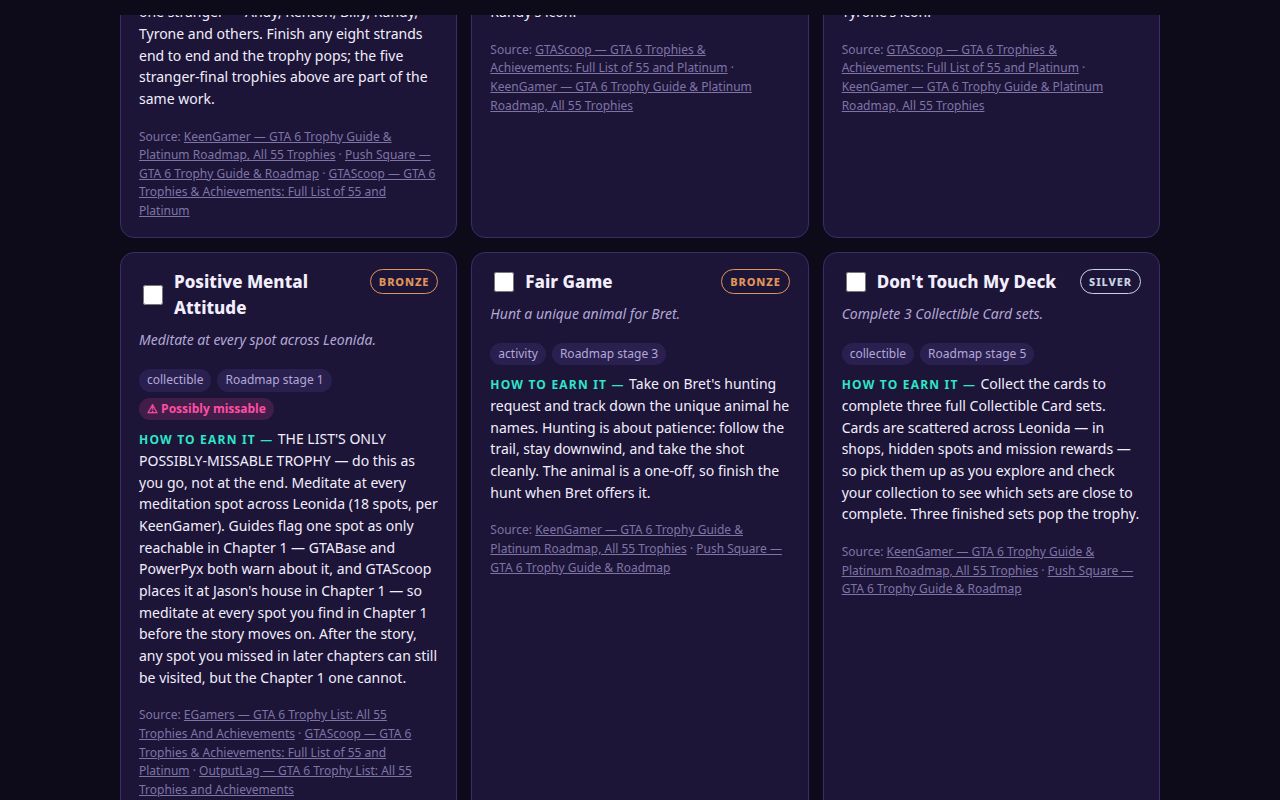 one stranger — Andy, Kenton, Billy, Randy,
Tyrone and others. Finish any eight strands
end to end and the trophy pops; the five
stranger-final trophies above are part of the
same work.
Source: KeenGamer — GTA 6 Trophy Guide &
Platinum Roadmap, All 55 Trophies · Push Square —
GTA 6 Trophy Guide & Roadmap · GTAScoop — GTA 6
Trophies & Achievements: Full List of 55 and
Platinum
Randy's icon.
Source: GTAScoop — GTA 6 Trophies &
Achievements: Full List of 55 and Platinum ·
KeenGamer — GTA 6 Trophy Guide & Platinum
Roadmap, All 55 Trophies
Tyrone's icon.
Source: GTAScoop — GTA 6 Trophies &
Achievements: Full List of 55 and Platinum ·
KeenGamer — GTA 6 Trophy Guide & Platinum
Roadmap, All 55 Trophies
Positive Mental
Attitude
BRONZE
Meditate at every spot across Leonida.
collectible
Roadmap stage 1
⚠ Possibly missable
HOW TO EARN IT — THE LIST'S ONLY
POSSIBLY-MISSABLE TROPHY — do this as
you go, not at the end. Meditate at every
meditation spot across Leonida (18 spots, per
KeenGamer). Guides flag one spot as only
reachable in Chapter 1 — GTABase and
PowerPyx both warn about it, and GTAScoop
places it at Jason's house in Chapter 1 — so
meditate at every spot you find in Chapter 1
before the story moves on. After the story,
any spot you missed in later chapters can still
be visited, but the Chapter 1 one cannot.
Source: EGamers — GTA 6 Trophy List: All 55
Trophies And Achievements · GTAScoop — GTA 6
Trophies & Achievements: Full List of 55 and
Platinum · OutputLag — GTA 6 Trophy List: All 55
Trophies and Achievements
Fair Game
BRONZE
Hunt a unique animal for Bret.
activity
Roadmap stage 3
HOW TO EARN IT — Take on Bret's hunting
request and track down the unique animal he
names. Hunting is about patience: follow the
trail, stay downwind, and take the shot
cleanly. The animal is a one-off, so finish the
hunt when Bret offers it.
Source: KeenGamer — GTA 6 Trophy Guide &
Platinum Roadmap, All 55 Trophies · Push Square —
GTA 6 Trophy Guide & Roadmap
Don't Touch My Deck
SILVER
Complete 3 Collectible Card sets.
collectible
Roadmap stage 5
HOW TO EARN IT — Collect the cards to
complete three full Collectible Card sets.
Cards are scattered across Leonida — in
shops, hidden spots and mission rewards —
so pick them up as you explore and check
your collection to see which sets are close to
complete. Three finished sets pop the trophy.
Source: KeenGamer — GTA 6 Trophy Guide &
Platinum Roadmap, All 55 Trophies · Push Square —
GTA 6 Trophy Guide & Roadmap